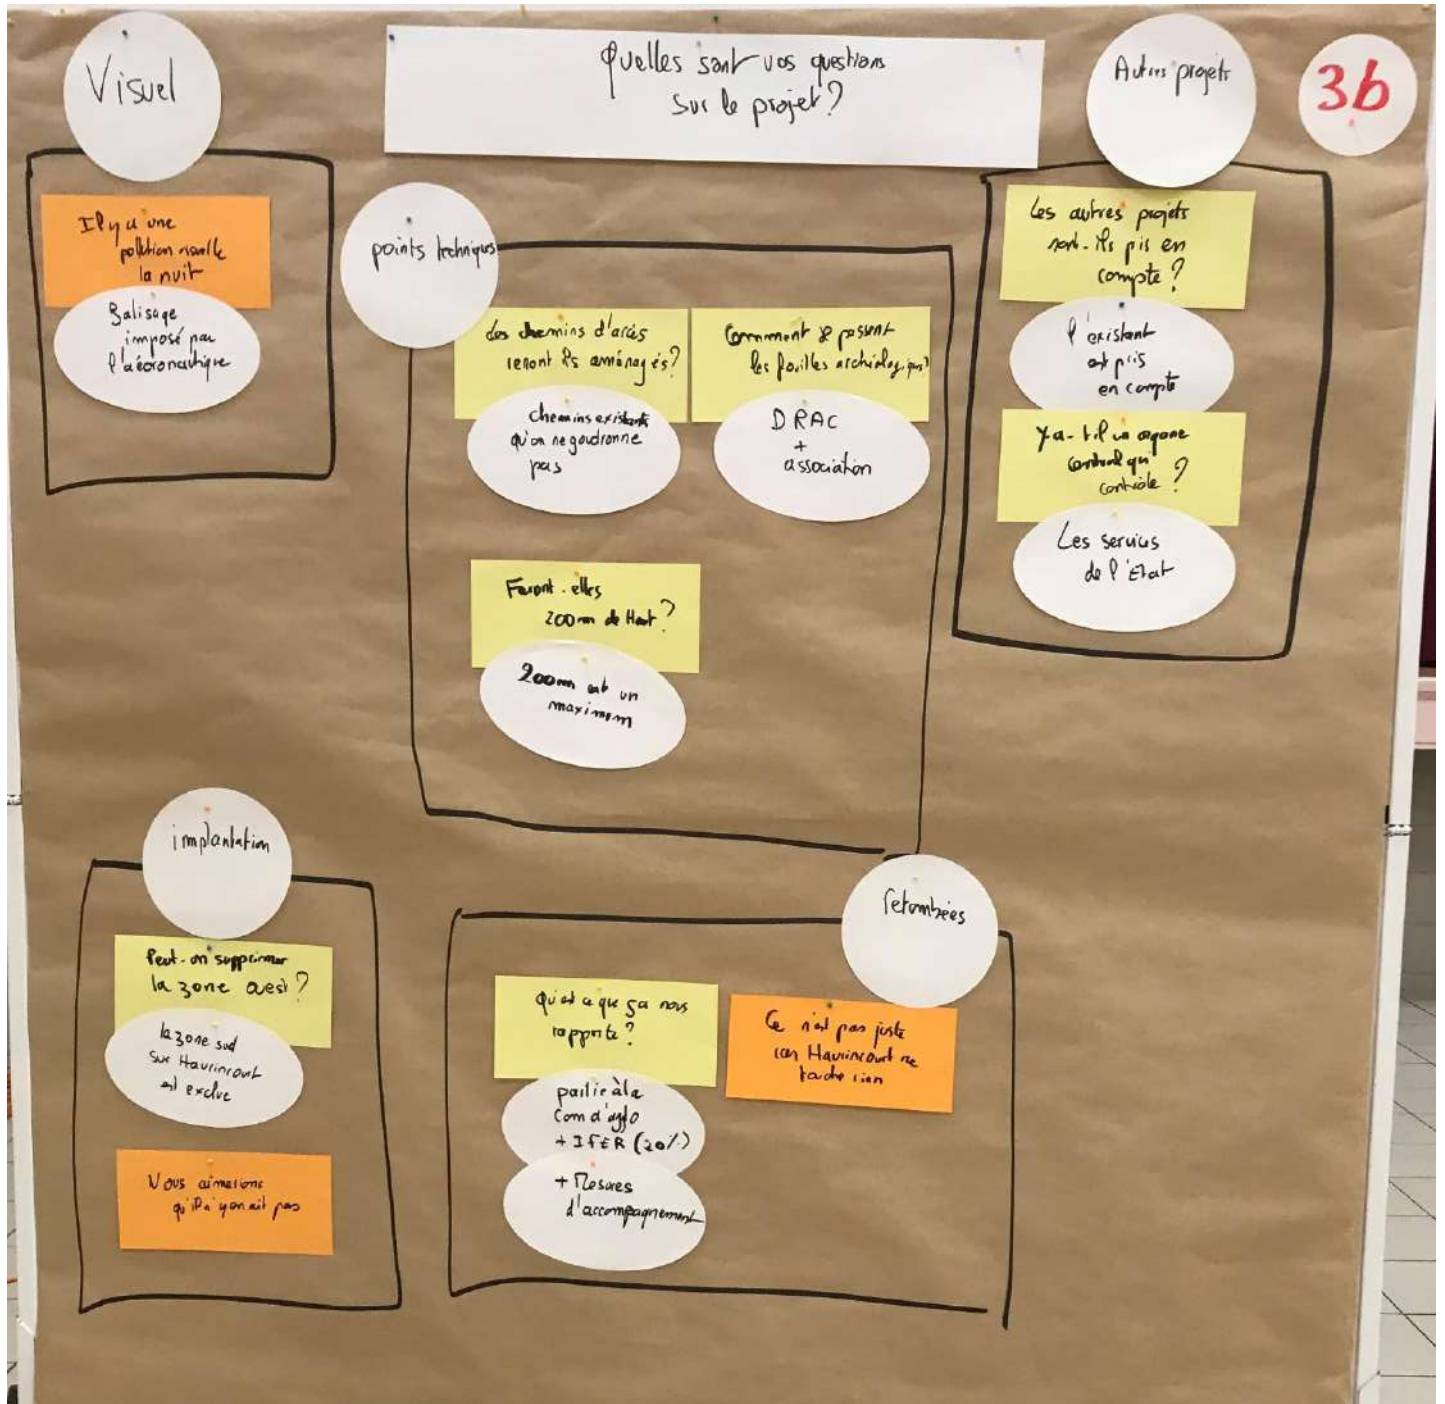 Visuel
Quelles sont vos questions
sur le projet?
Autres projets
3b
Il y a une
pollution visuelle
la nuit
Balisage
imposé par
l'aéronautique
points techniques
Les chemins d'accès
seront ils aménagés?
chemins existants
qu'on ne goudronne
pas
Comment se passent
les fouilles archéologiques?
DRAC
+
association
Feront-elles
200m de Haut?
200m est un
maximum
Les autres projets
sont-ils pis en
compte?
l'existant
est pris
en compte
Y-a-t-il un organe
central qui
contrôle?
Les services
de l'Etat
implantation
Peut-on supprimer
la zone ouest?
la zone sud
sur Havrincourt
est exclue
Nous aimerions
qu'il n'y en ait pas
retombées
Qu'est ce que ça nous
rapporte?
partie à la
Com d'agglo
+ IFER (20%)
+ Mesures
d'accompagnement
Ce n'est pas juste
car Havrincourt ne
touche rien